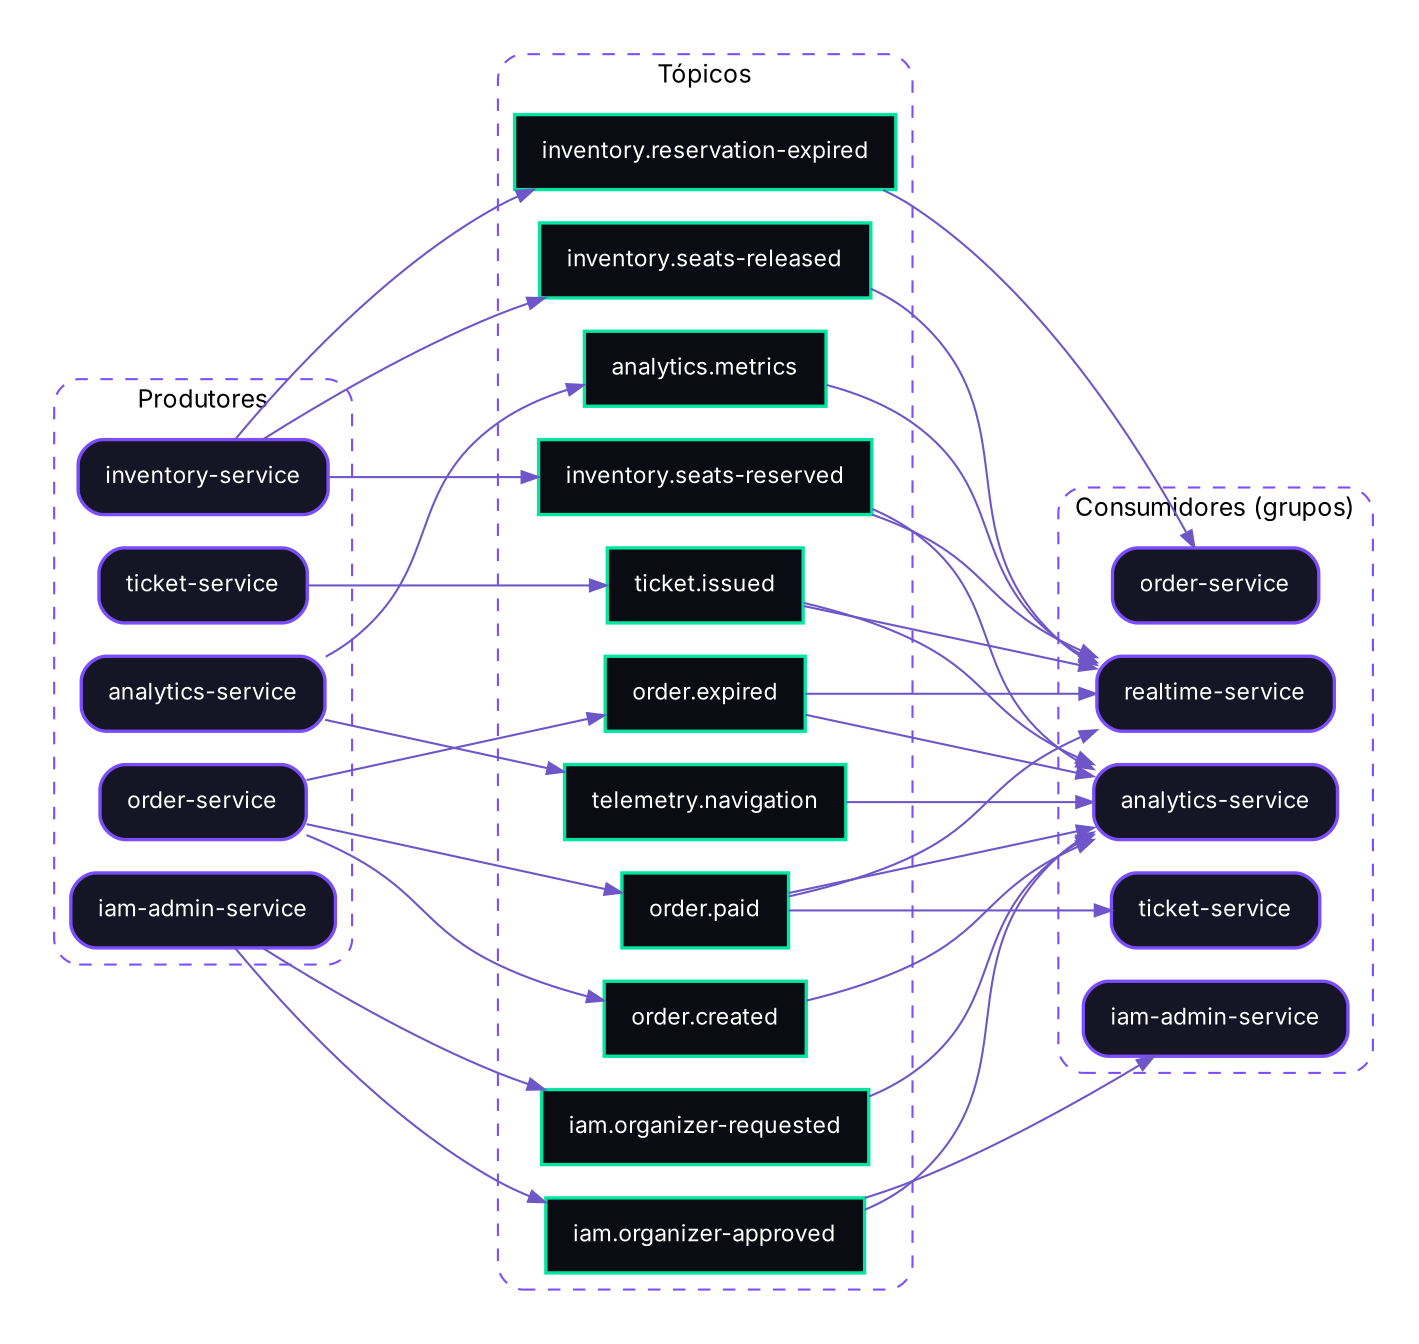 Produtores
inventory-service
ticket-service
analytics-service
order-service
iam-admin-service
Tópicos
inventory.reservation-expired
inventory.seats-released
analytics.metrics
inventory.seats-reserved
ticket.issued
order.expired
telemetry.navigation
order.paid
order.created
iam.organizer-requested
iam.organizer-approved
Consumidores (grupos)
order-service
realtime-service
analytics-service
ticket-service
iam-admin-service